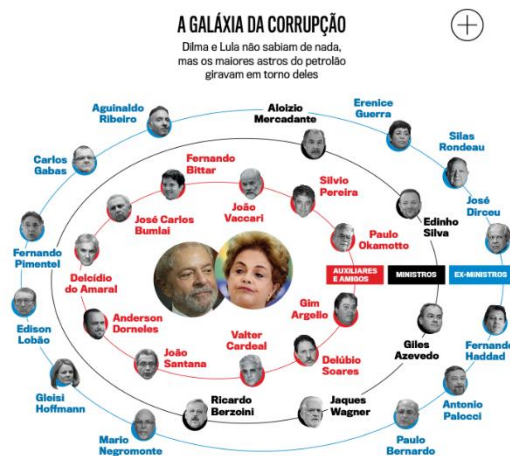 A GALÁXIA DA CORRUPÇÃO
Dilma e Lula não sabiam de nada,
mas os maiores astros do petrolão
giravam em torno deles
Aguinaldo
Ribeiro
Aloizio
Mercadante
Erenice
Guerra
Silas
Rondeau
Carlos
Gabas
Fernando
Bittar
João
Vaccari
Silvio
Pereira
José
Dirceu
José Carlos
Bumlai
Edinho
Silva
Paulo
Okamotto
Fernando
Pimentel
Delcídio
do Amaral
AUXILIARES
E AMIGOS
MINISTROS
EX-MINISTROS
Edison
Lobão
Anderson
Dorneles
Gim
Argello
Giles
Azevedo
Fernando
Haddad
João
Santana
Valter
Cardeal
Delúbio
Soares
Gleisi
Hoffmann
Ricardo
Berzoini
Jaques
Wagner
Antonio
Palocci
Mario
Negromonte
Paulo
Bernardo